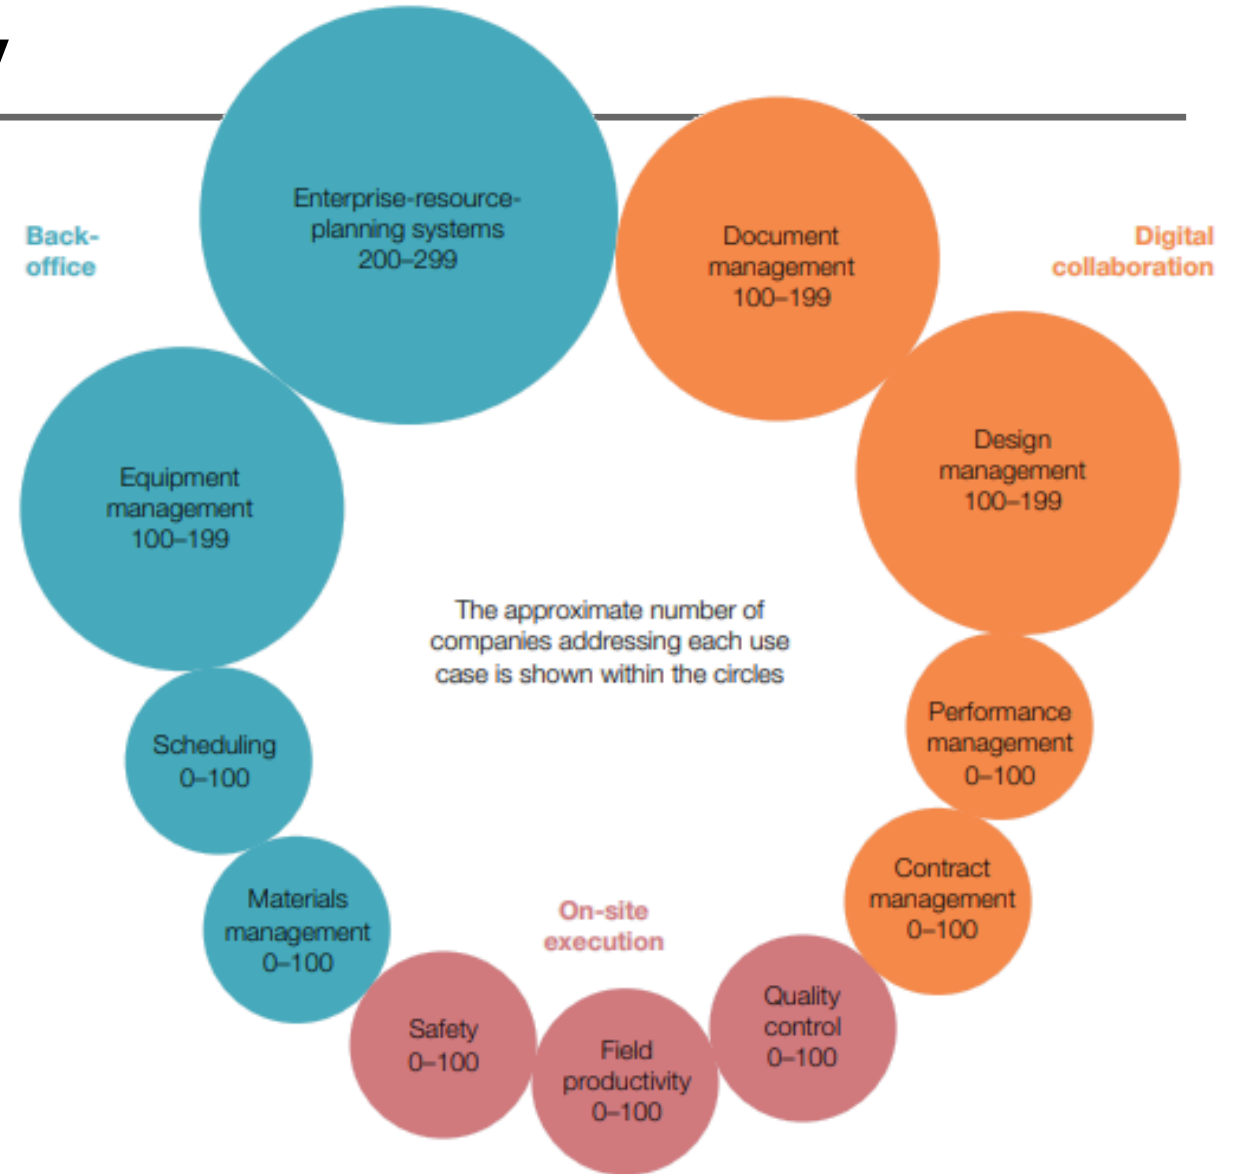 Enterprise-resource-
planning systems
200–299
Back-
office
Document
management
100–199
Digital
collaboration
Equipment
management
100–199
Design
management
100–199
The approximate number of
companies addressing each use
case is shown within the circles
Scheduling
0–100
Performance
management
0–100
Materials
management
0–100
Contract
management
0–100
On-site
execution
Safety
0–100
Field
productivity
0–100
Quality
control
0–100